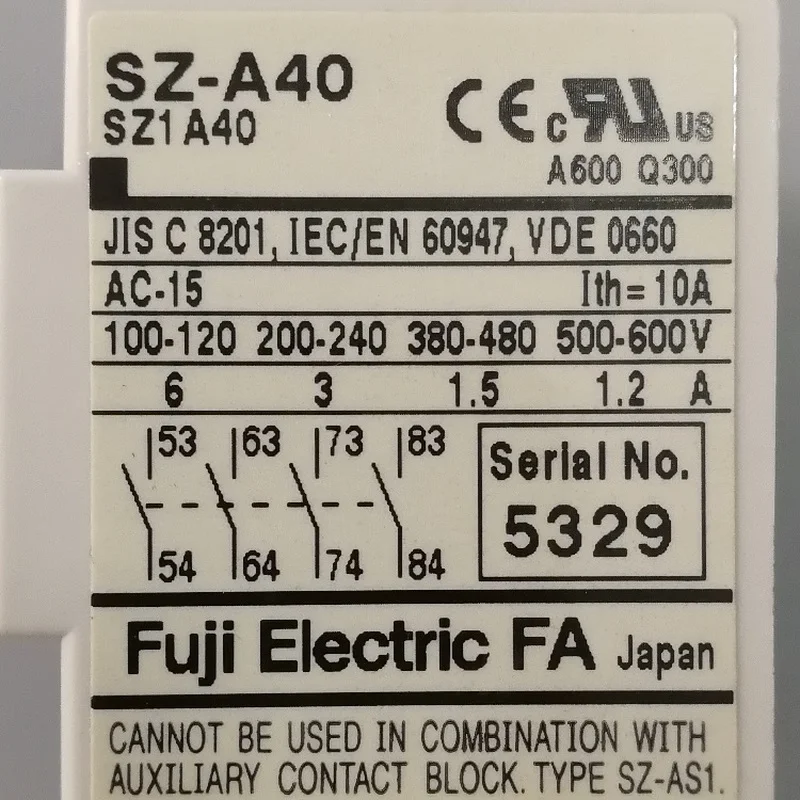 SZ-A40
SZ1A40
CE c RU US
A600 Q300
JIS C 8201, IEC/EN 60947, VDE 0660
AC-15 Ith=10A
100-120 200-240 380-480 500-600V
6 3 1.5 1.2 A
53 63 73 83
54 64 74 84
Serial No.
5329
Fuji Electric FA Japan
CANNOT BE USED IN COMBINATION WITH
AUXILIARY CONTACT BLOCK. TYPE SZ-AS1.